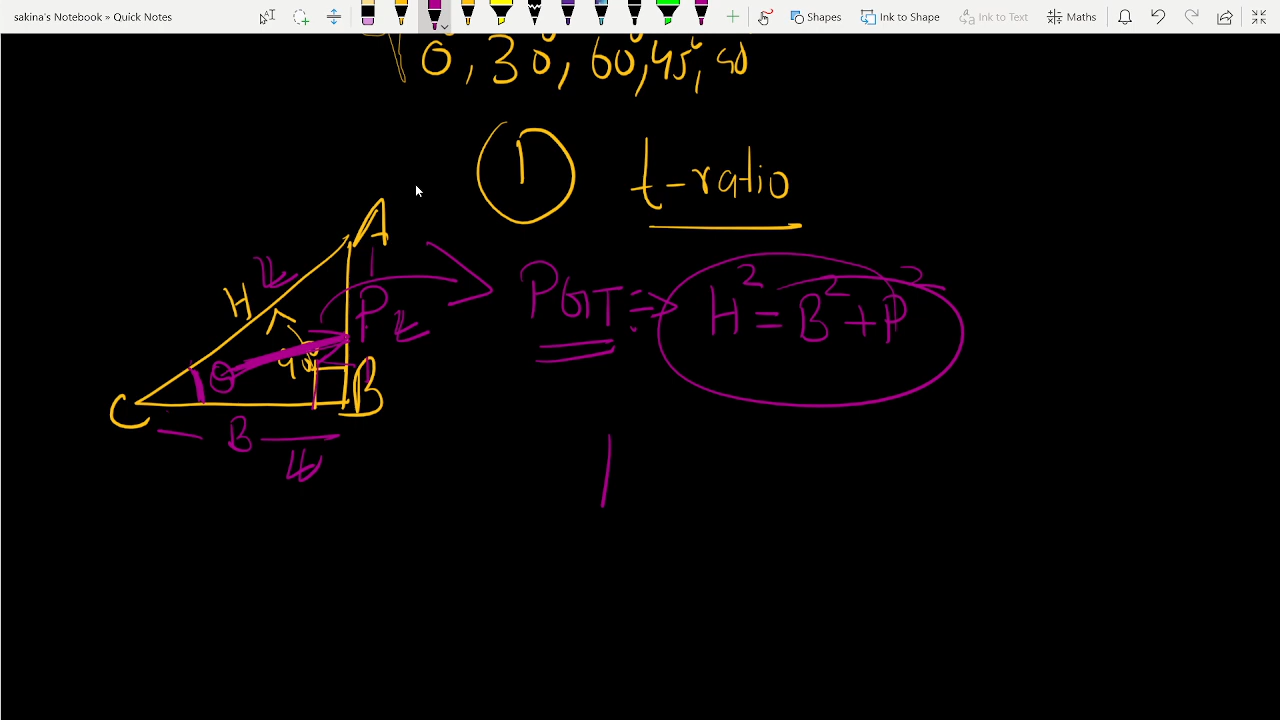 sakina's Notebook » Quick Notes
Shapes
Ink to Shape
Ink to Text
Maths
0°, 30°, 60°, 45°, 90
1 t-ratio
A
H
P
PGT ⇒ H² = B² + P²
θ 90°
C B
B